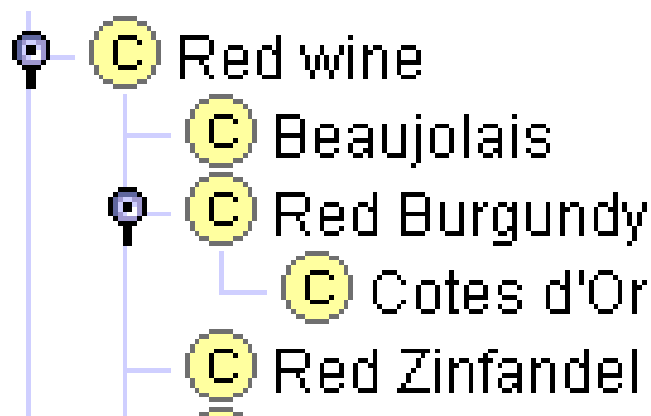 C Red wine
C Beaujolais
C Red Burgundy
C Cotes d'Or
C Red Zinfandel